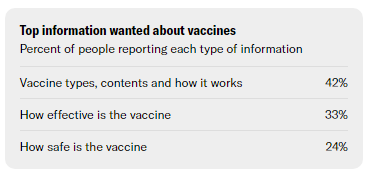 Top information wanted about vaccines
Percent of people reporting each type of information
Vaccine types, contents and how it works 42%
How effective is the vaccine 33%
How safe is the vaccine 24%